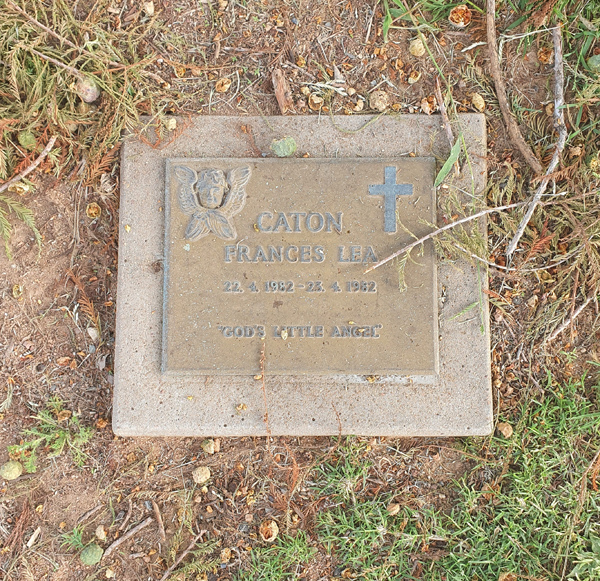 CATON
FRANCES LEA
22. 4. 1982 - 23. 4. 1982
"GOD'S LITTLE ANGEL"